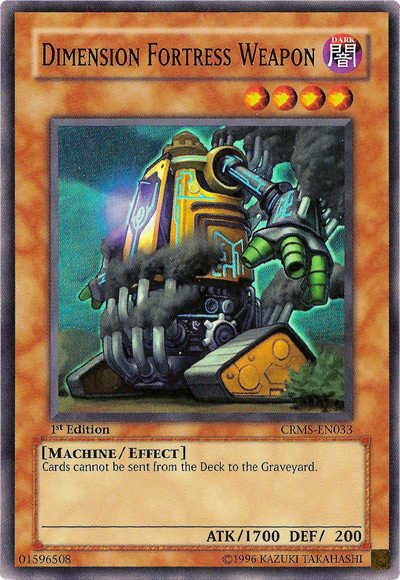 DIMENSION FORTRESS WEAPON
DARK
闇
1st Edition
CRMS-EN033
[MACHINE/EFFECT]
Cards cannot be sent from the Deck to the Graveyard.
ATK/1700 DEF/ 200
01596508
©1996 KAZUKI TAKAHASHI